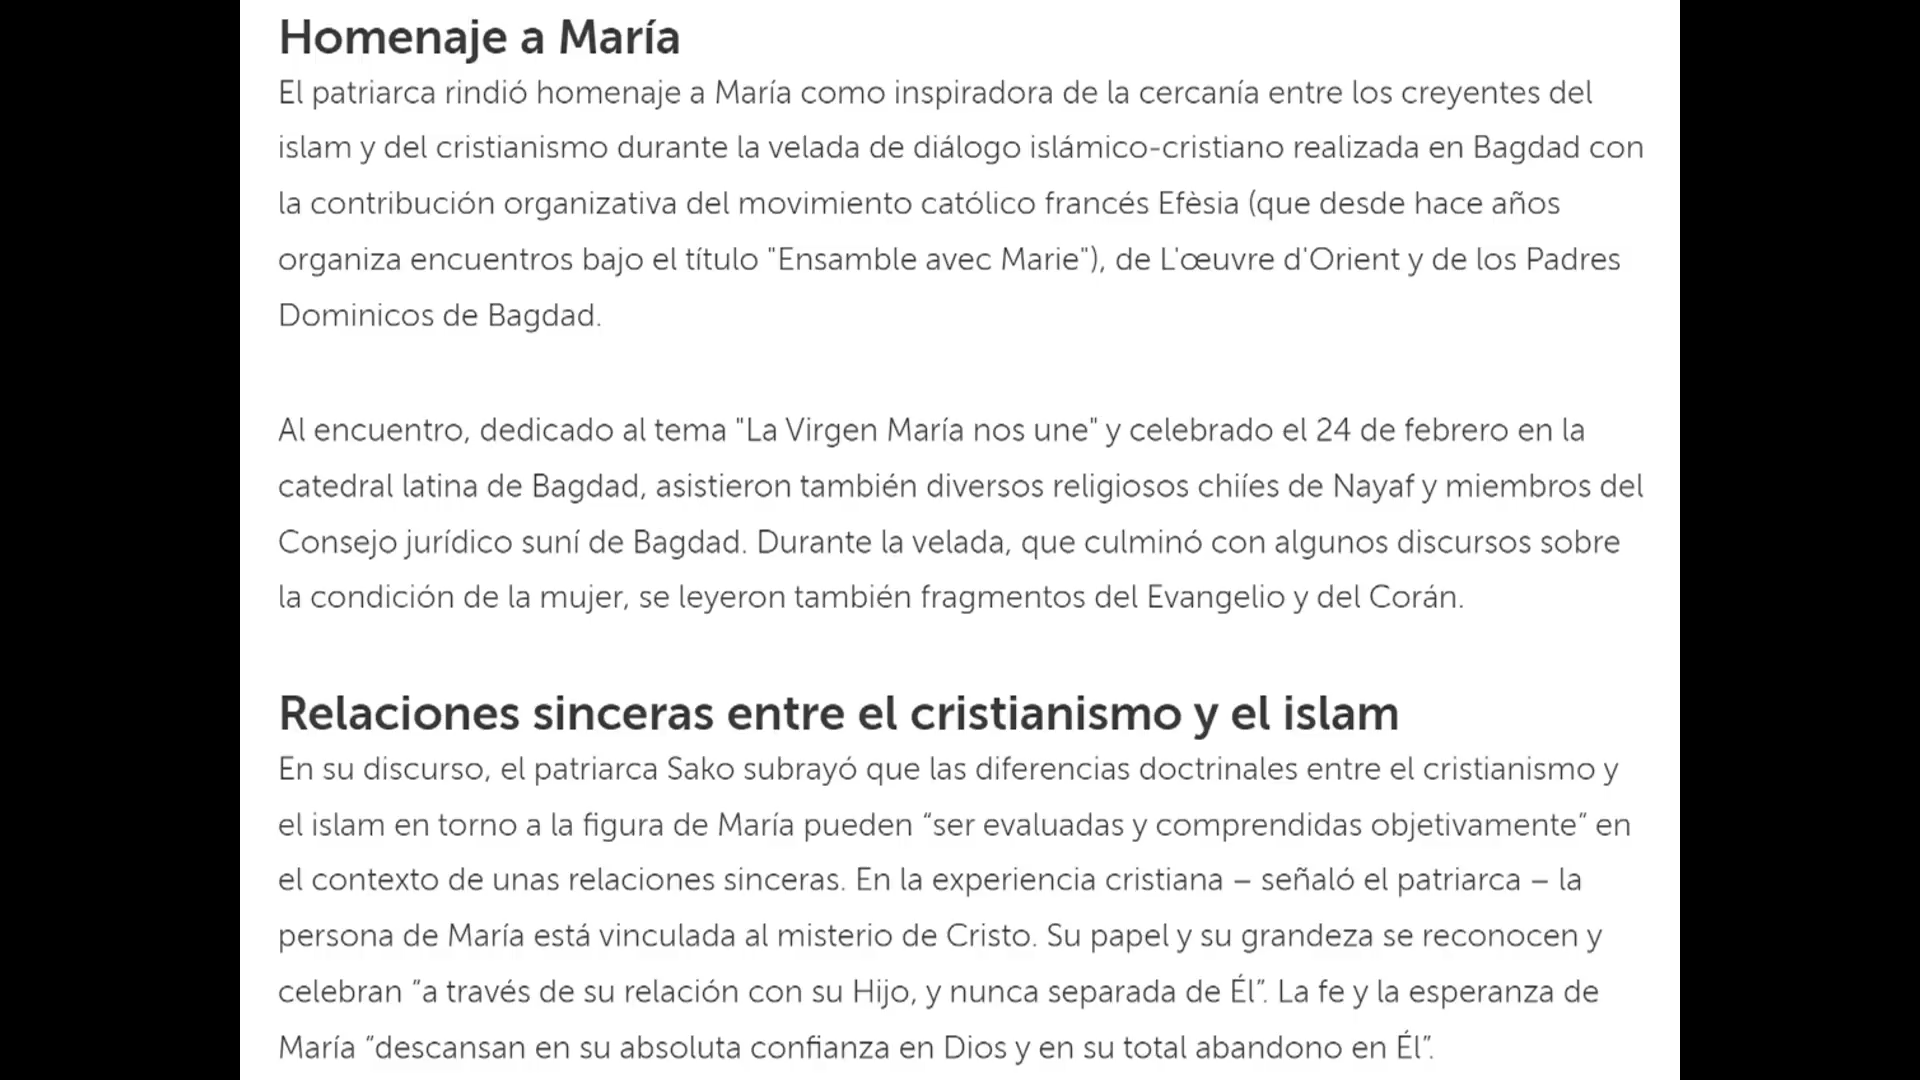 Homenaje a María
El patriarca rindió homenaje a María como inspiradora de la cercanía entre los creyentes del
islam y del cristianismo durante la velada de diálogo islámico-cristiano realizada en Bagdad con
la contribución organizativa del movimiento católico francés Efèsia (que desde hace años
organiza encuentros bajo el título "Ensamble avec Marie"), de L'œuvre d'Orient y de los Padres
Dominicos de Bagdad.
Al encuentro, dedicado al tema "La Virgen María nos une" y celebrado el 24 de febrero en la
catedral latina de Bagdad, asistieron también diversos religiosos chiíes de Nayaf y miembros del
Consejo jurídico suní de Bagdad. Durante la velada, que culminó con algunos discursos sobre
la condición de la mujer, se leyeron también fragmentos del Evangelio y del Corán.
Relaciones sinceras entre el cristianismo y el islam
En su discurso, el patriarca Sako subrayó que las diferencias doctrinales entre el cristianismo y
el islam en torno a la figura de María pueden “ser evaluadas y comprendidas objetivamente” en
el contexto de unas relaciones sinceras. En la experiencia cristiana – señaló el patriarca – la
persona de María está vinculada al misterio de Cristo. Su papel y su grandeza se reconocen y
celebran “a través de su relación con su Hijo, y nunca separada de Él”. La fe y la esperanza de
María “descansan en su absoluta confianza en Dios y en su total abandono en Él”.